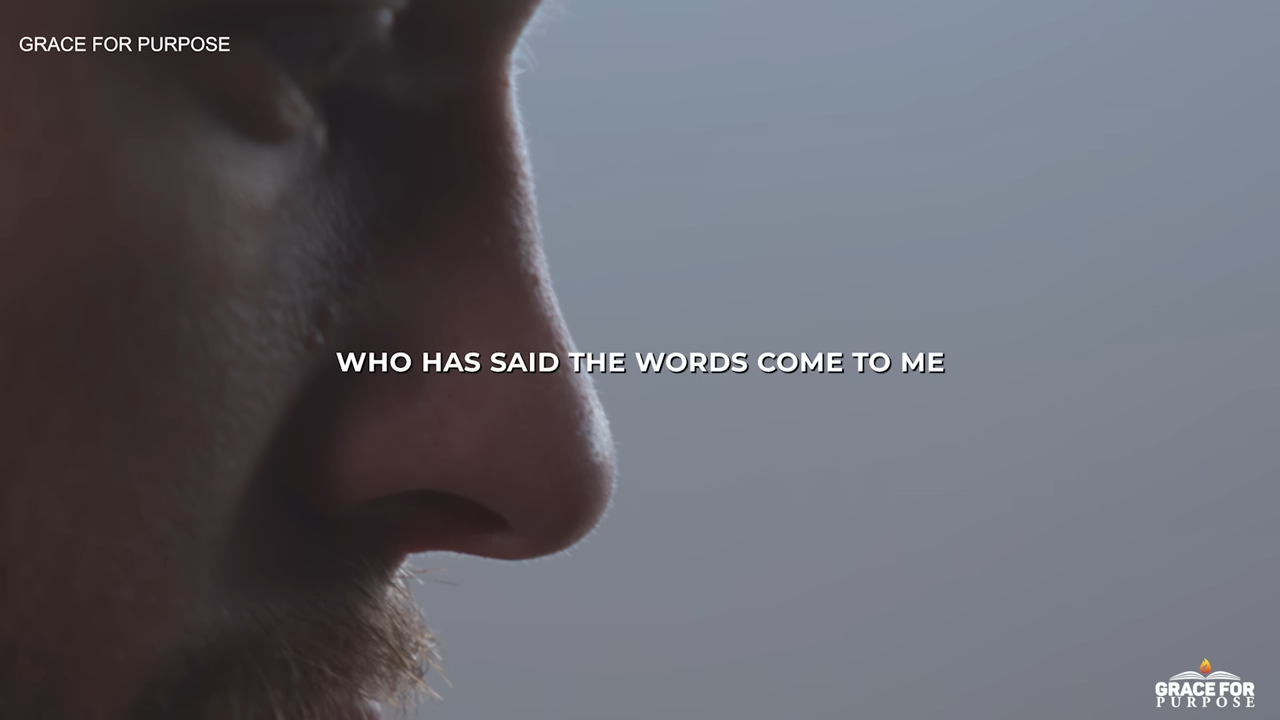 GRACE FOR PURPOSE
WHO HAS SAID THE WORDS COME TO ME
GRACE FOR
PURPOSE